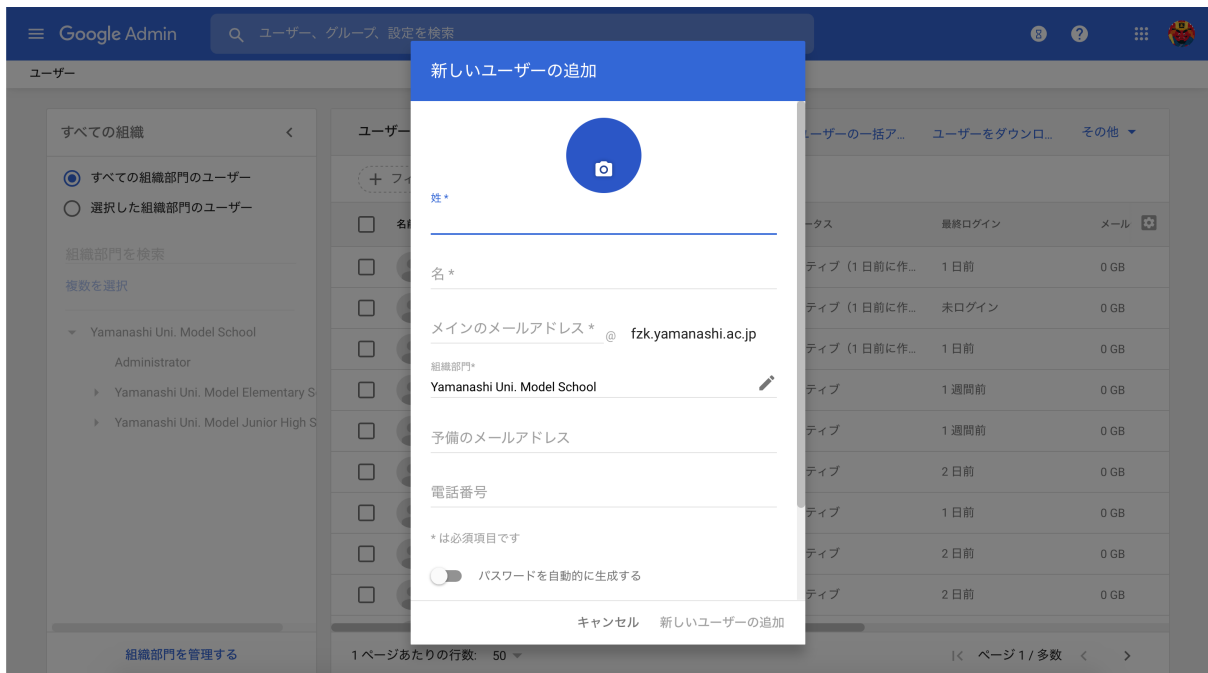 Google Admin
ユーザー、グループ、設定を検索
8
?
ユーザー
すべての組織
すべての組織部門のユーザー
選択した組織部門のユーザー
組織部門を検索
複数を選択
Yamanashi Uni. Model School
Administrator
Yamanashi Uni. Model Elementary S
Yamanashi Uni. Model Junior High S
組織部門を管理する
ユーザー
ユーザーの一括ア... ユーザーをダウンロ... その他
+ フィ
名前 ータス 最終ログイン メール
ティブ（1 日前に作... 1 日前 0 GB
ティブ（1 日前に作... 未ログイン 0 GB
ティブ（1 日前に作... 1 日前 0 GB
ティブ 1 週間前 0 GB
ティブ 1 週間前 0 GB
ティブ 2 日前 0 GB
ティブ 1 日前 0 GB
ティブ 2 日前 0 GB
ティブ 2 日前 0 GB
1 ページあたりの行数: 50 ページ 1 / 多数
新しいユーザーの追加
姓 *
名 *
メインのメールアドレス * @ fzk.yamanashi.ac.jp
組織部門*
Yamanashi Uni. Model School
予備のメールアドレス
電話番号
* は必須項目です
パスワードを自動的に生成する
キャンセル 新しいユーザーの追加